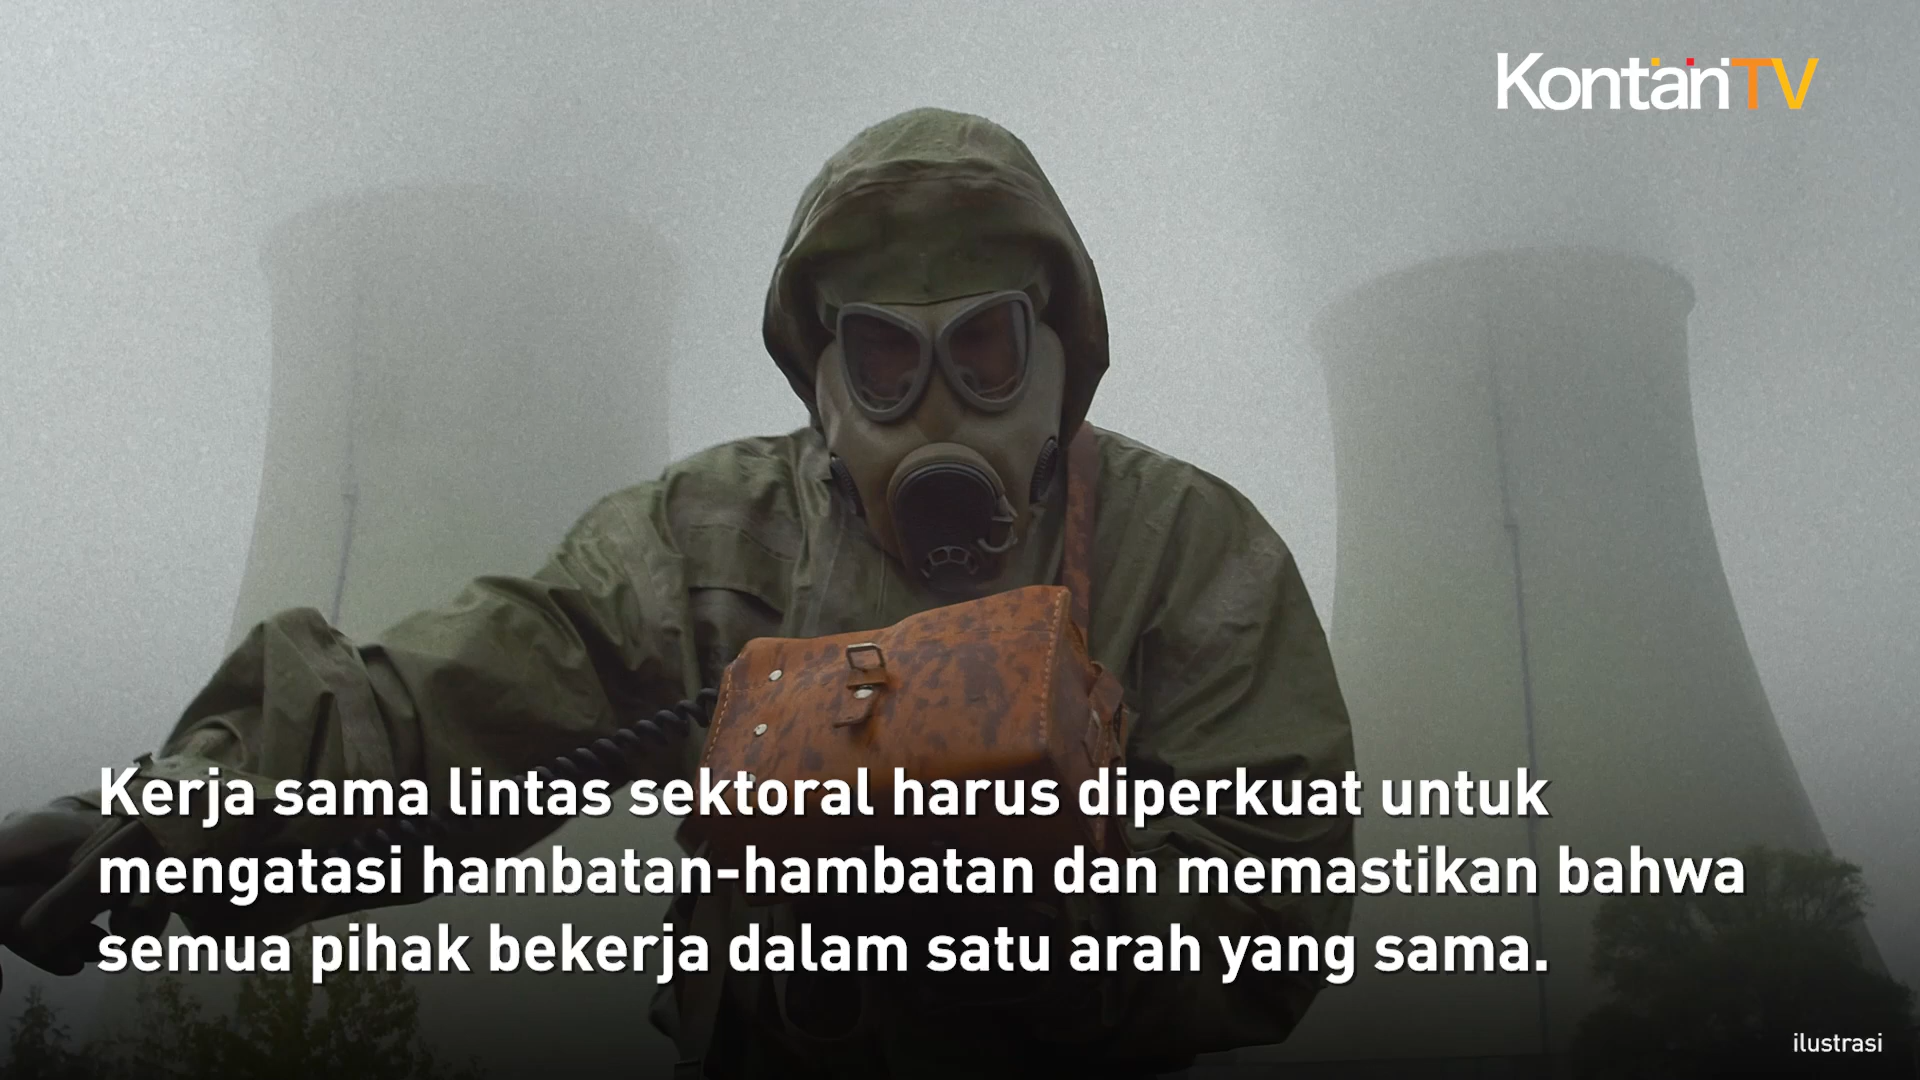 KontanTV
Kerja sama lintas sektoral harus diperkuat untuk
mengatasi hambatan-hambatan dan memastikan bahwa
semua pihak bekerja dalam satu arah yang sama.
ilustrasi